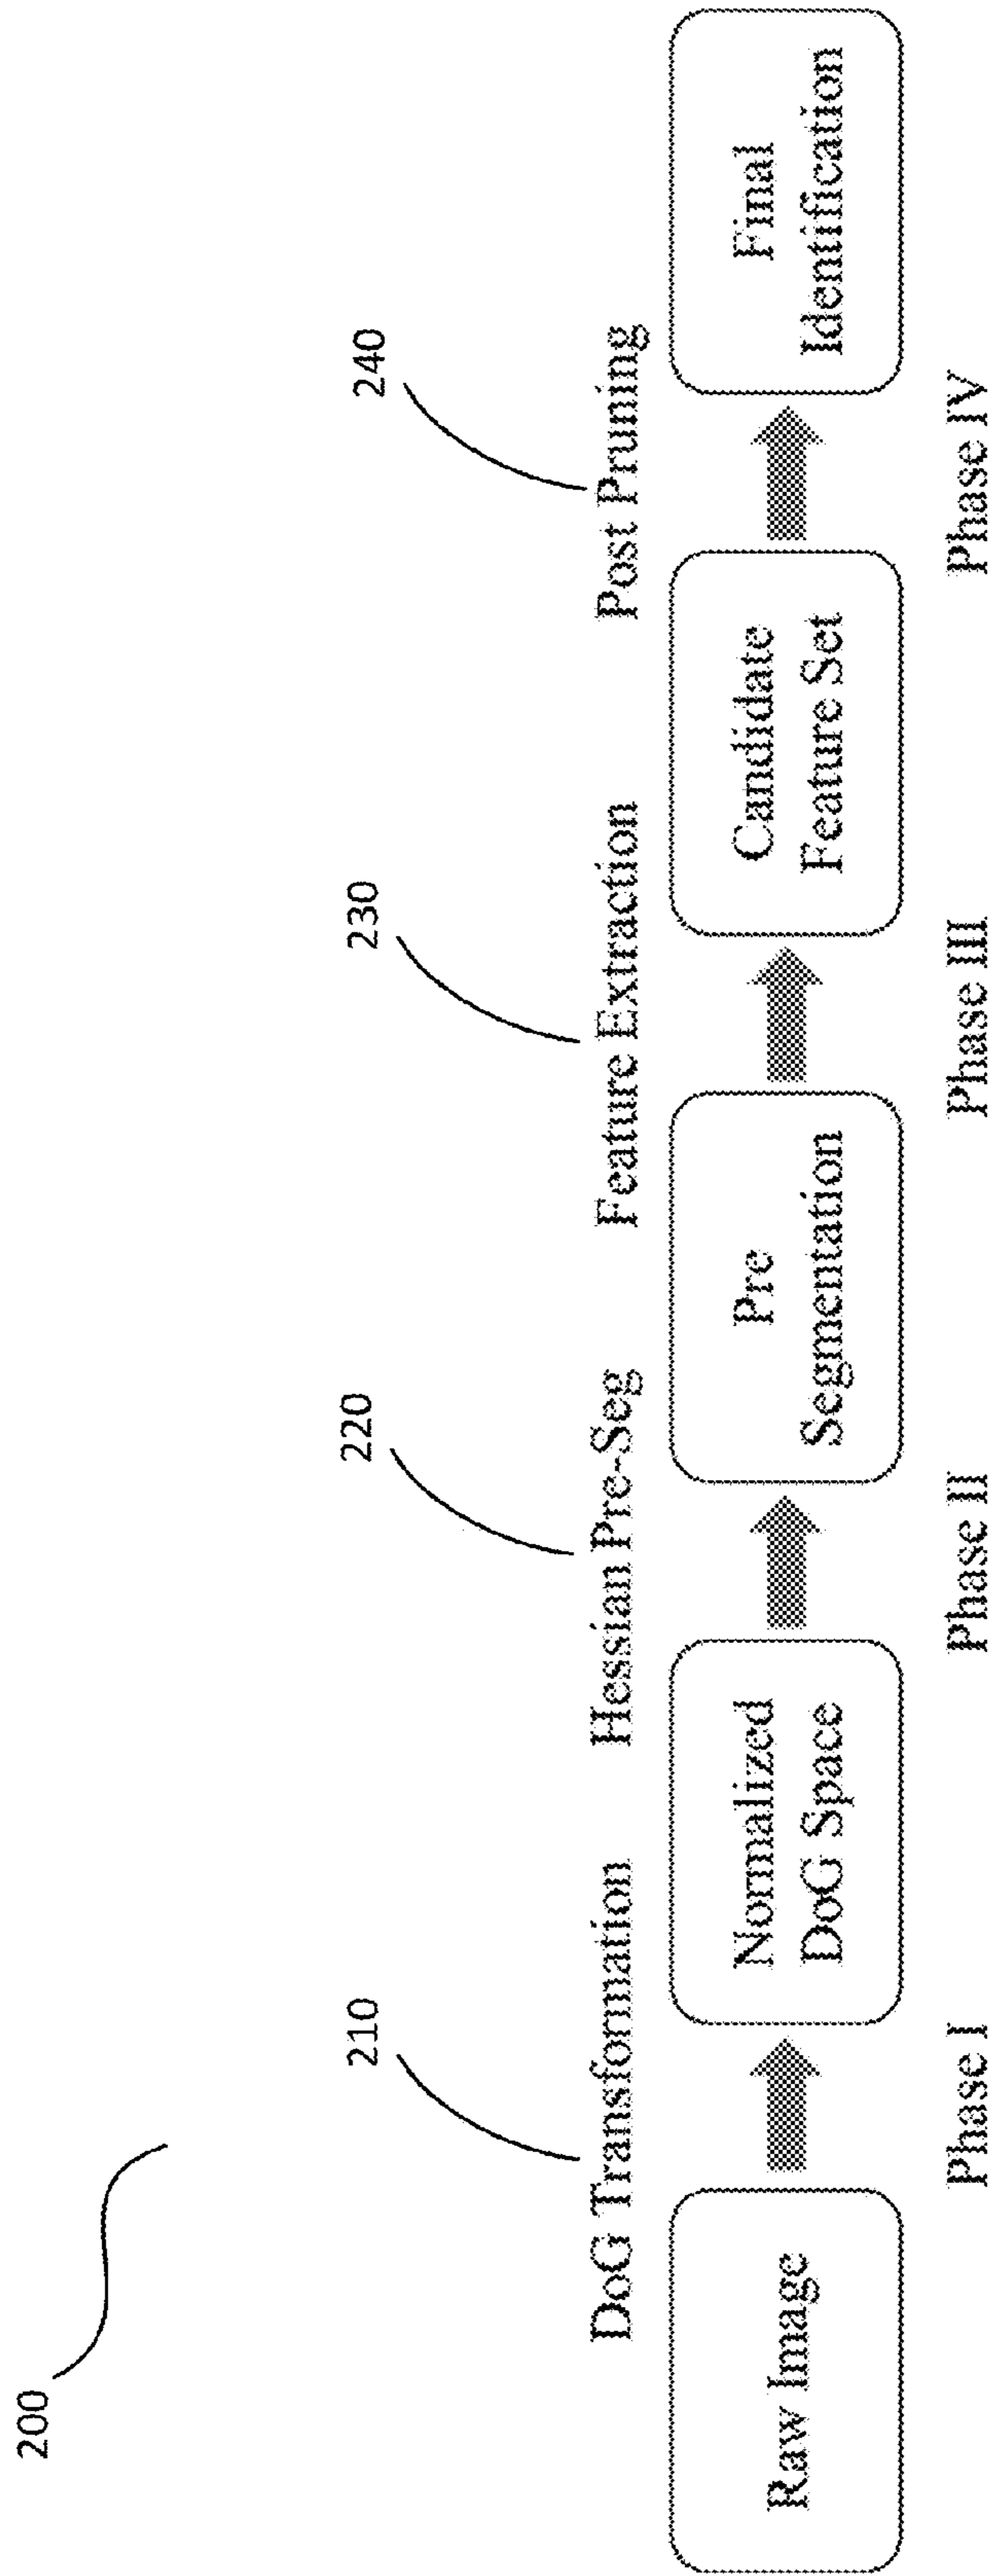 200
210
220
230
240
DoG Transformation
Hessian Pre-Seg
Feature Extraction
Post Pruning
Raw Image
Normalized
DoG Space
Pre
Segmentation
Candidate
Feature Set
Final
Identification
Phase I
Phase II
Phase III
Phase IV